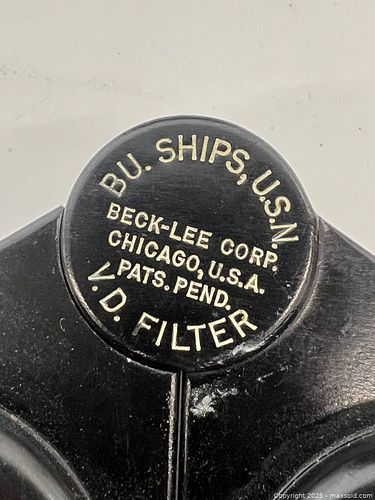 BU. SHIPS, U.S.N.
BECK-LEE CORP.
CHICAGO, U.S.A.
PATS. PEND.
V.D. FILTER
Copyright 2025 - maxsold.com